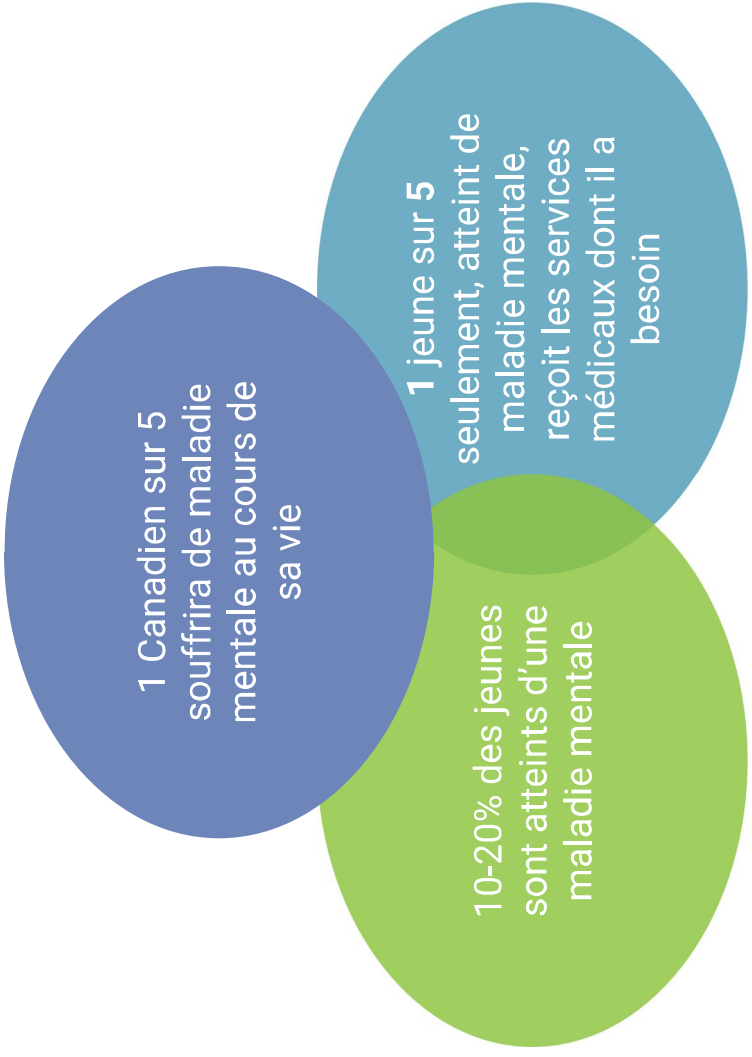 1 Canadien sur 5
souffrira de maladie
mentale au cours de
sa vie
10-20% des jeunes
sont atteints d’une
maladie mentale
1 jeune sur 5
seulement, atteint de
maladie mentale,
reçoit les services
médicaux dont il a
besoin